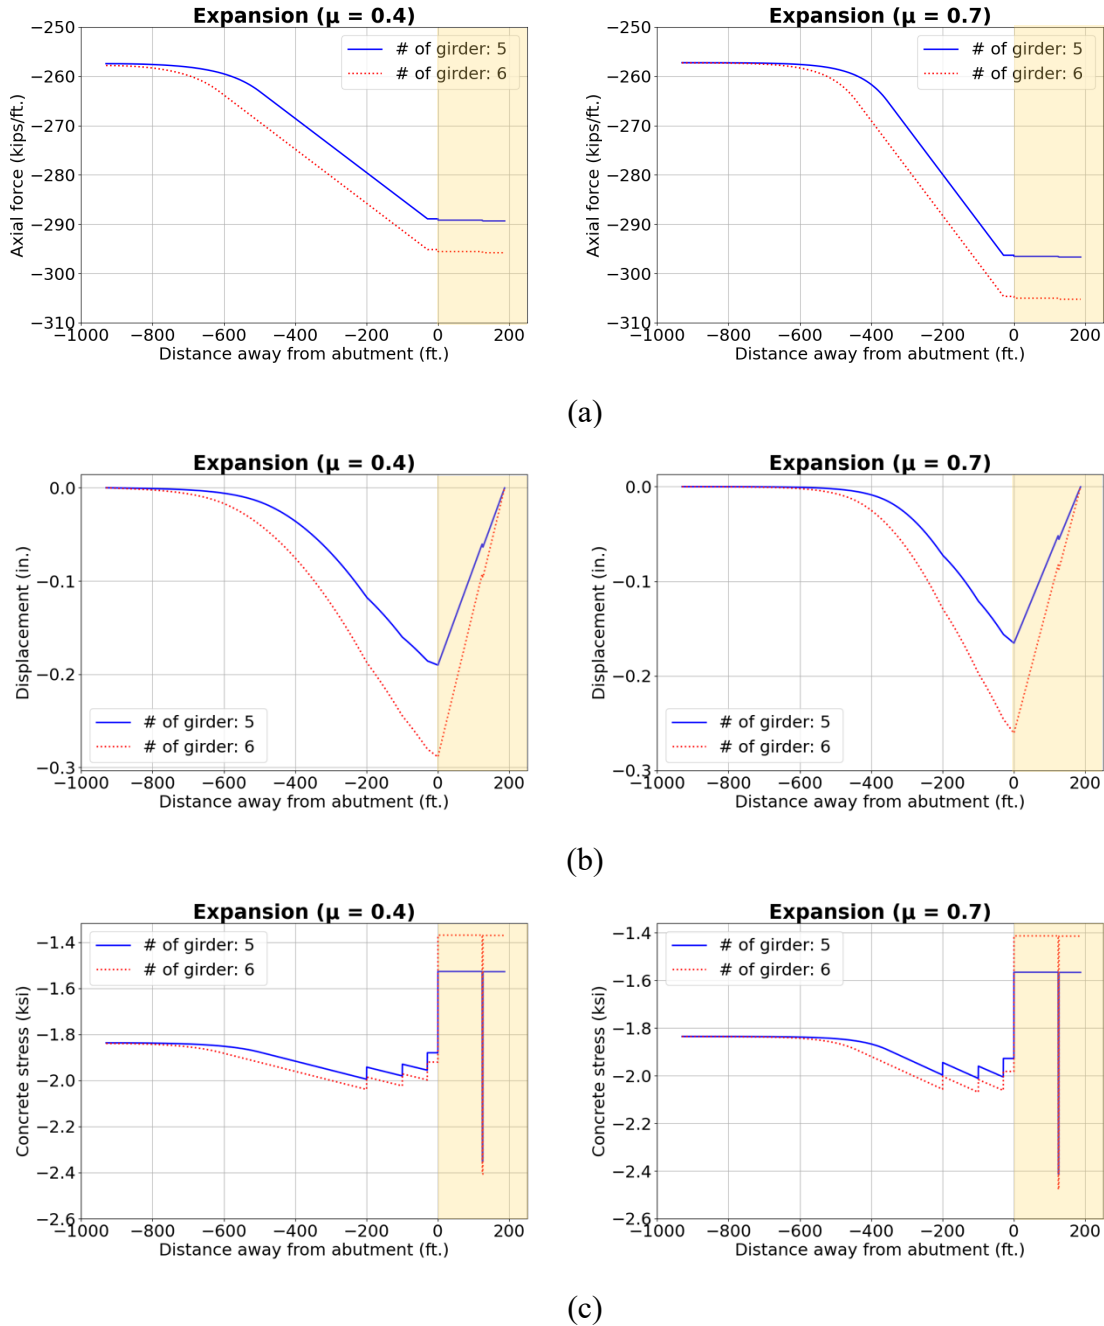 Expansion (μ = 0.4)
Axial force (kips/ft.)
−250
−260
−270
−280
−290
−300
−310
# of girder: 5
# of girder: 6
−1000 −800 −600 −400 −200 0 200
Distance away from abutment (ft.)
Expansion (μ = 0.7)
Axial force (kips/ft.)
−250
−260
−270
−280
−290
−300
−310
# of girder: 5
# of girder: 6
−1000 −800 −600 −400 −200 0 200
Distance away from abutment (ft.)
(a)
Expansion (μ = 0.4)
Displacement (in.)
0.0
−0.1
−0.2
−0.3
# of girder: 5
# of girder: 6
−1000 −800 −600 −400 −200 0 200
Distance away from abutment (ft.)
Expansion (μ = 0.7)
Displacement (in.)
0.0
−0.1
−0.2
−0.3
# of girder: 5
# of girder: 6
−1000 −800 −600 −400 −200 0 200
Distance away from abutment (ft.)
(b)
Expansion (μ = 0.4)
Concrete stress (ksi)
−1.4
−1.6
−1.8
−2.0
−2.2
−2.4
−2.6
# of girder: 5
# of girder: 6
−1000 −800 −600 −400 −200 0 200
Distance away from abutment (ft.)
Expansion (μ = 0.7)
Concrete stress (ksi)
−1.4
−1.6
−1.8
−2.0
−2.2
−2.4
−2.6
# of girder: 5
# of girder: 6
−1000 −800 −600 −400 −200 0 200
Distance away from abutment (ft.)
(c)